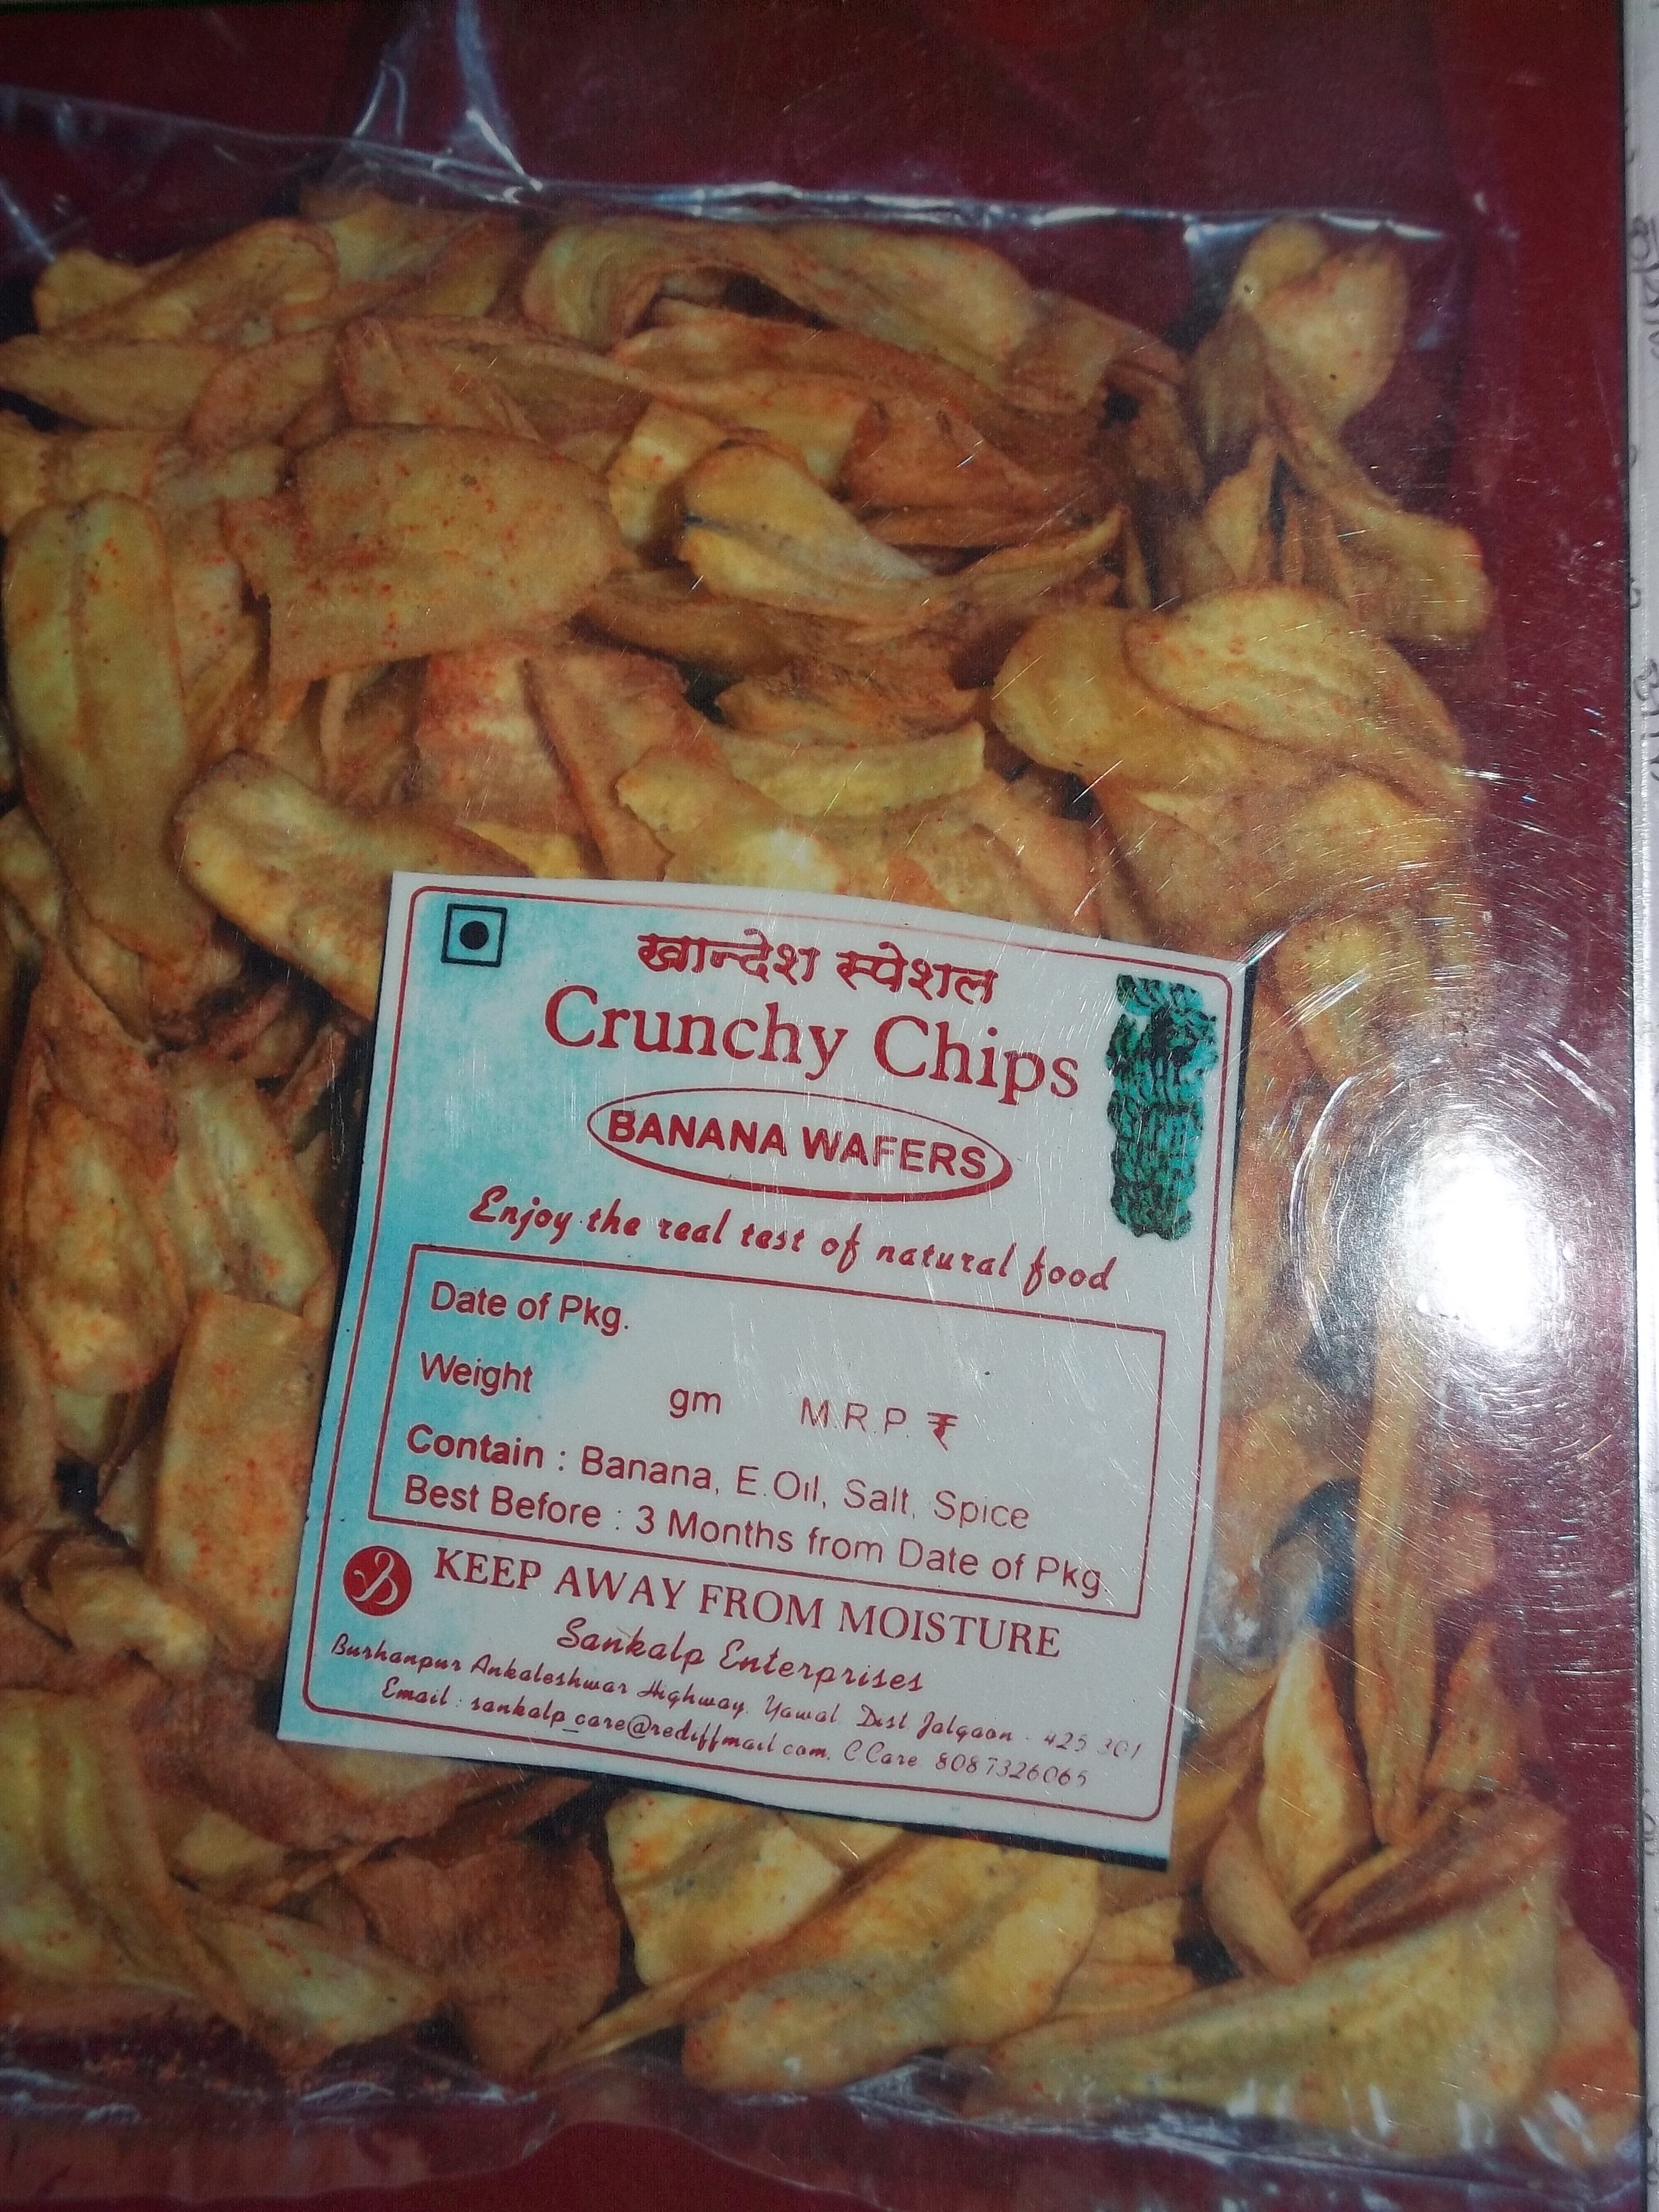 खान्देश स्पेशल
Crunchy Chips
BANANA WAFERS
Enjoy the real test of natural food
Date of Pkg.
Weight gm M.R.P. ₹
Contain : Banana, E.Oil, Salt, Spice
Best Before : 3 Months from Date of Pkg.
KEEP AWAY FROM MOISTURE
Sankalp Enterprises
Burhanpur Ankaleshwar Highway, Yawal. Dist Jalgaon - 425 301
Email : sankalp_care@rediffmail.com, C.Care 8087326065